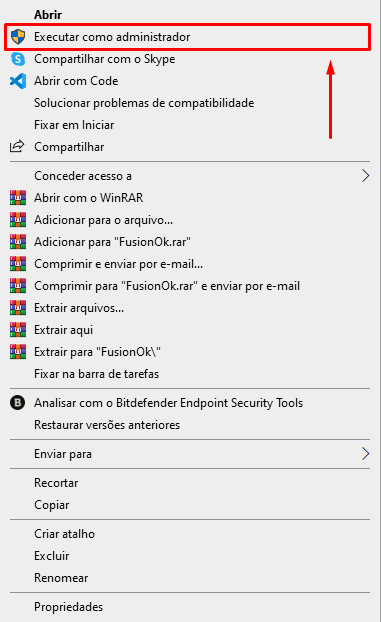 Abrir
Executar como administrador
Compartilhar com o Skype
Abrir com Code
Solucionar problemas de compatibilidade
Fixar em Iniciar
Compartilhar
Conceder acesso a
Abrir com o WinRAR
Adicionar para o arquivo...
Adicionar para "FusionOk.rar"
Comprimir e enviar por e-mail...
Comprimir para "FusionOk.rar" e enviar por e-mail
Extrair arquivos...
Extrair aqui
Extrair para "FusionOk\"
Fixar na barra de tarefas
B Analisar com o Bitdefender Endpoint Security Tools
Restaurar versões anteriores
Enviar para
Recortar
Copiar
Criar atalho
Excluir
Renomear
Propriedades